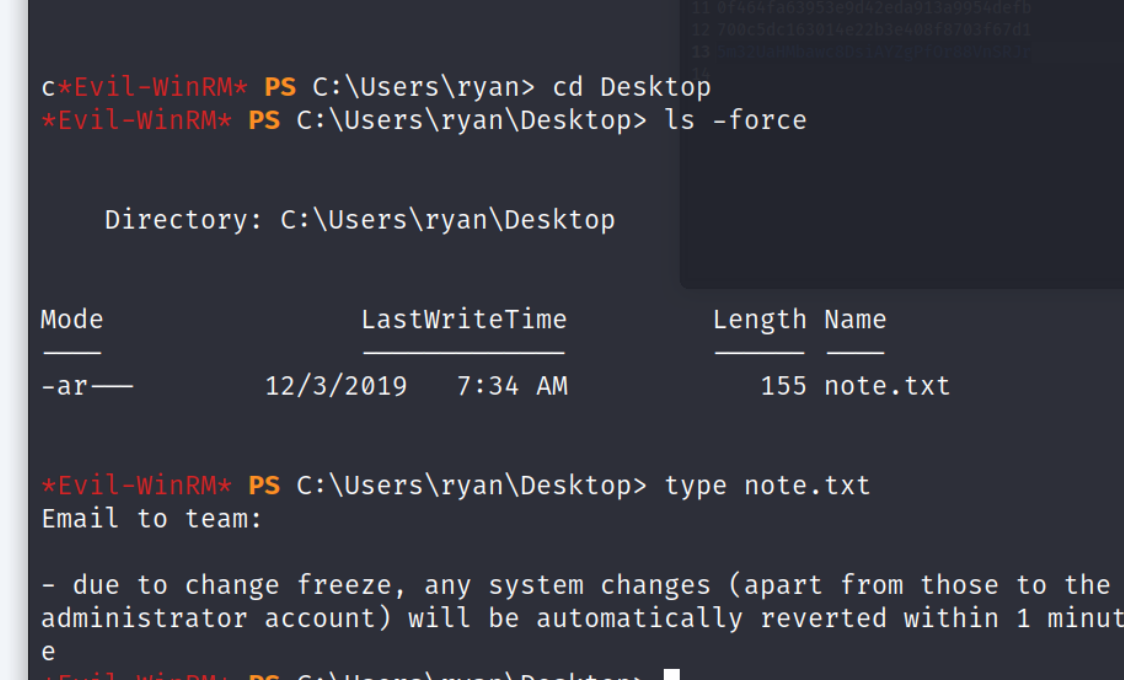 11 0f464fa63953e9d42eda913a9954defb
12 700c5dc163014e22b3e408f8703f67d1
13
14
c*Evil-WinRM* PS C:\Users\ryan> cd Desktop
*Evil-WinRM* PS C:\Users\ryan\Desktop> ls -force
Directory: C:\Users\ryan\Desktop
Mode LastWriteTime Length Name
-ar— 12/3/2019 7:34 AM 155 note.txt
*Evil-WinRM* PS C:\Users\ryan\Desktop> type note.txt
Email to team:
- due to change freeze, any system changes (apart from those to the
administrator account) will be automatically reverted within 1 minut
e
*Evil-WinRM* PS C:\Users\ryan\Desktop>